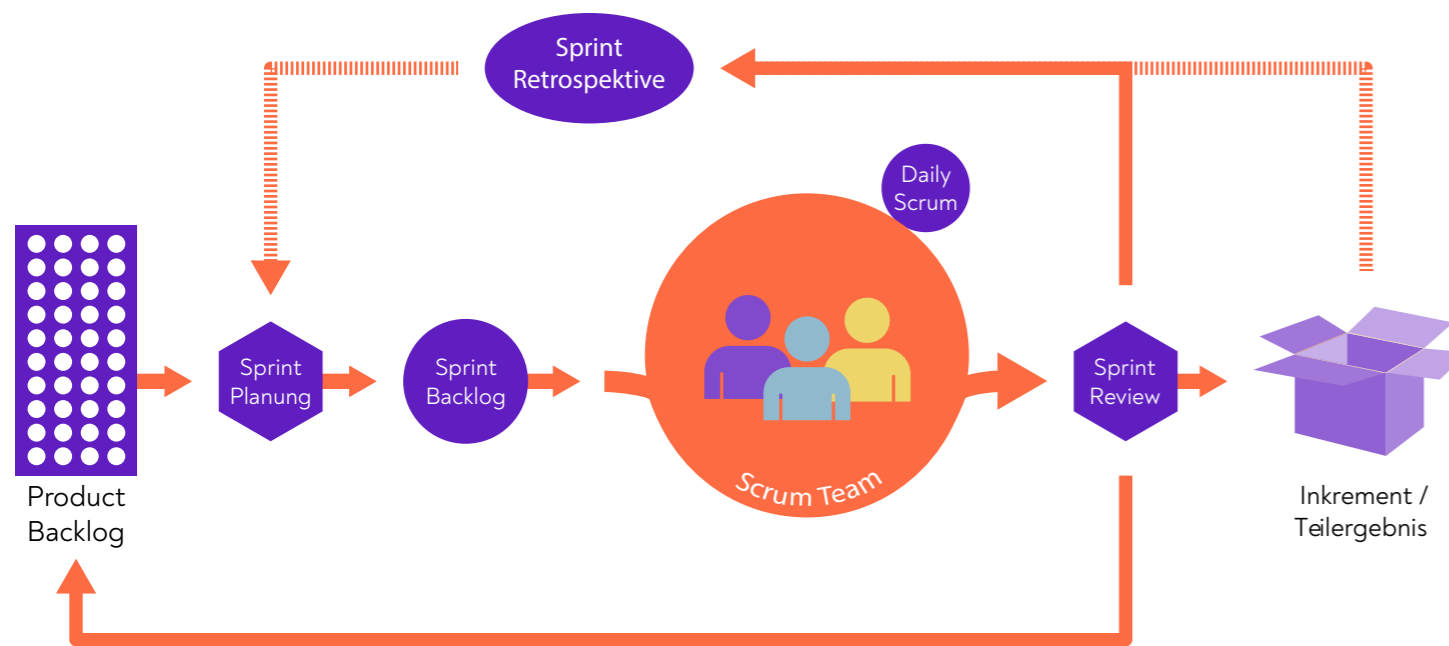 Sprint
Retrospektive
Daily
Scrum
Sprint
Planung
Sprint
Backlog
Sprint
Review
Scrum Team
Product
Backlog
Inkrement /
Teilergebnis